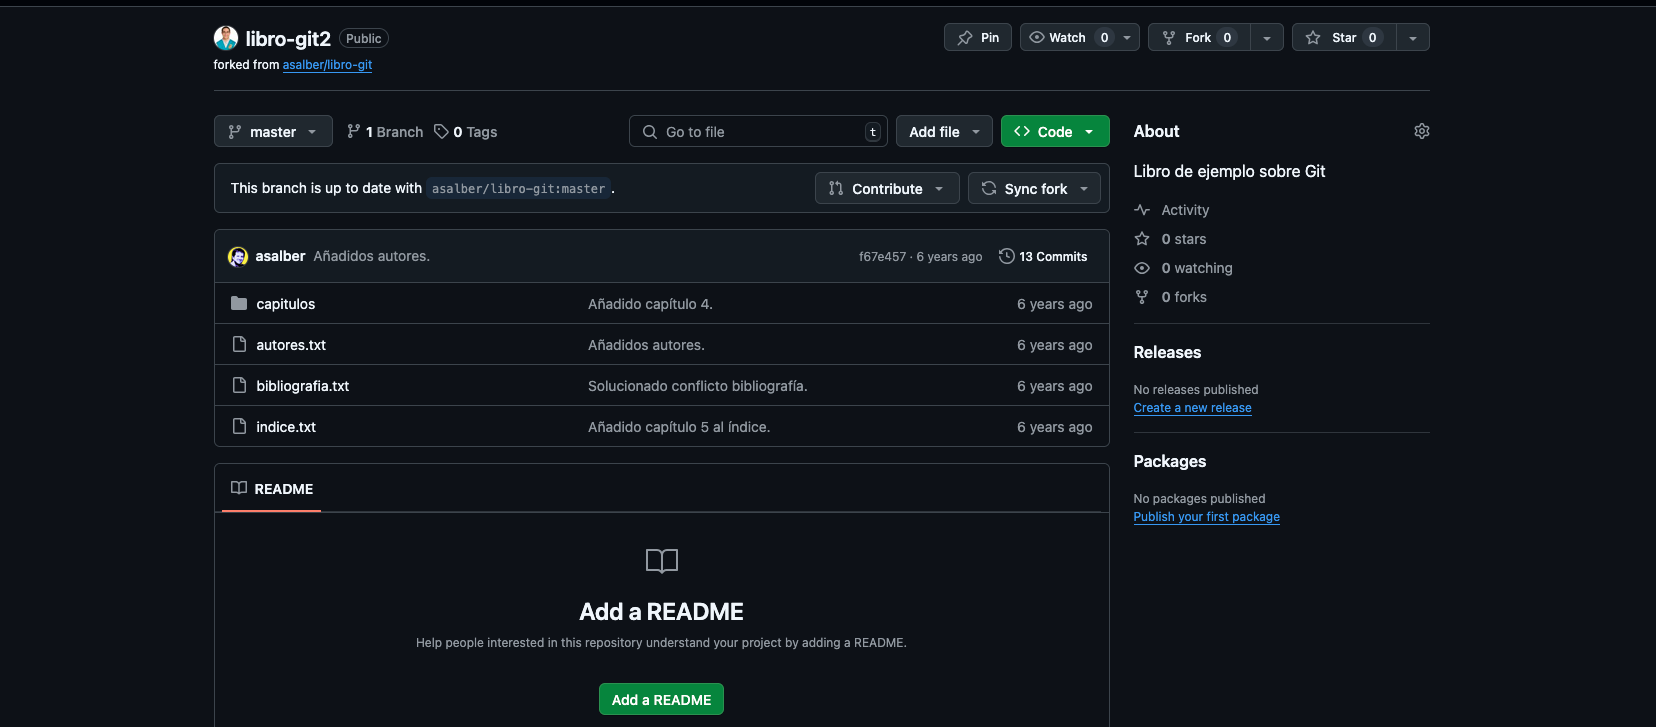 libro-git2 Public
Pin Watch 0 Fork 0 Star 0
forked from asalber/libro-git
master 1 Branch 0 Tags
Go to file t Add file Code
This branch is up to date with asalber/libro-git:master .
Contribute Sync fork
asalber Añadidos autores. f67e457 · 6 years ago 13 Commits
capitulos Añadido capítulo 4. 6 years ago
autores.txt Añadidos autores. 6 years ago
bibliografia.txt Solucionado conflicto bibliografía. 6 years ago
indice.txt Añadido capítulo 5 al índice. 6 years ago
README
Add a README
Help people interested in this repository understand your project by adding a README.
Add a README
About
Libro de ejemplo sobre Git
Activity
0 stars
0 watching
0 forks
Releases
No releases published
Create a new release
Packages
No packages published
Publish your first package